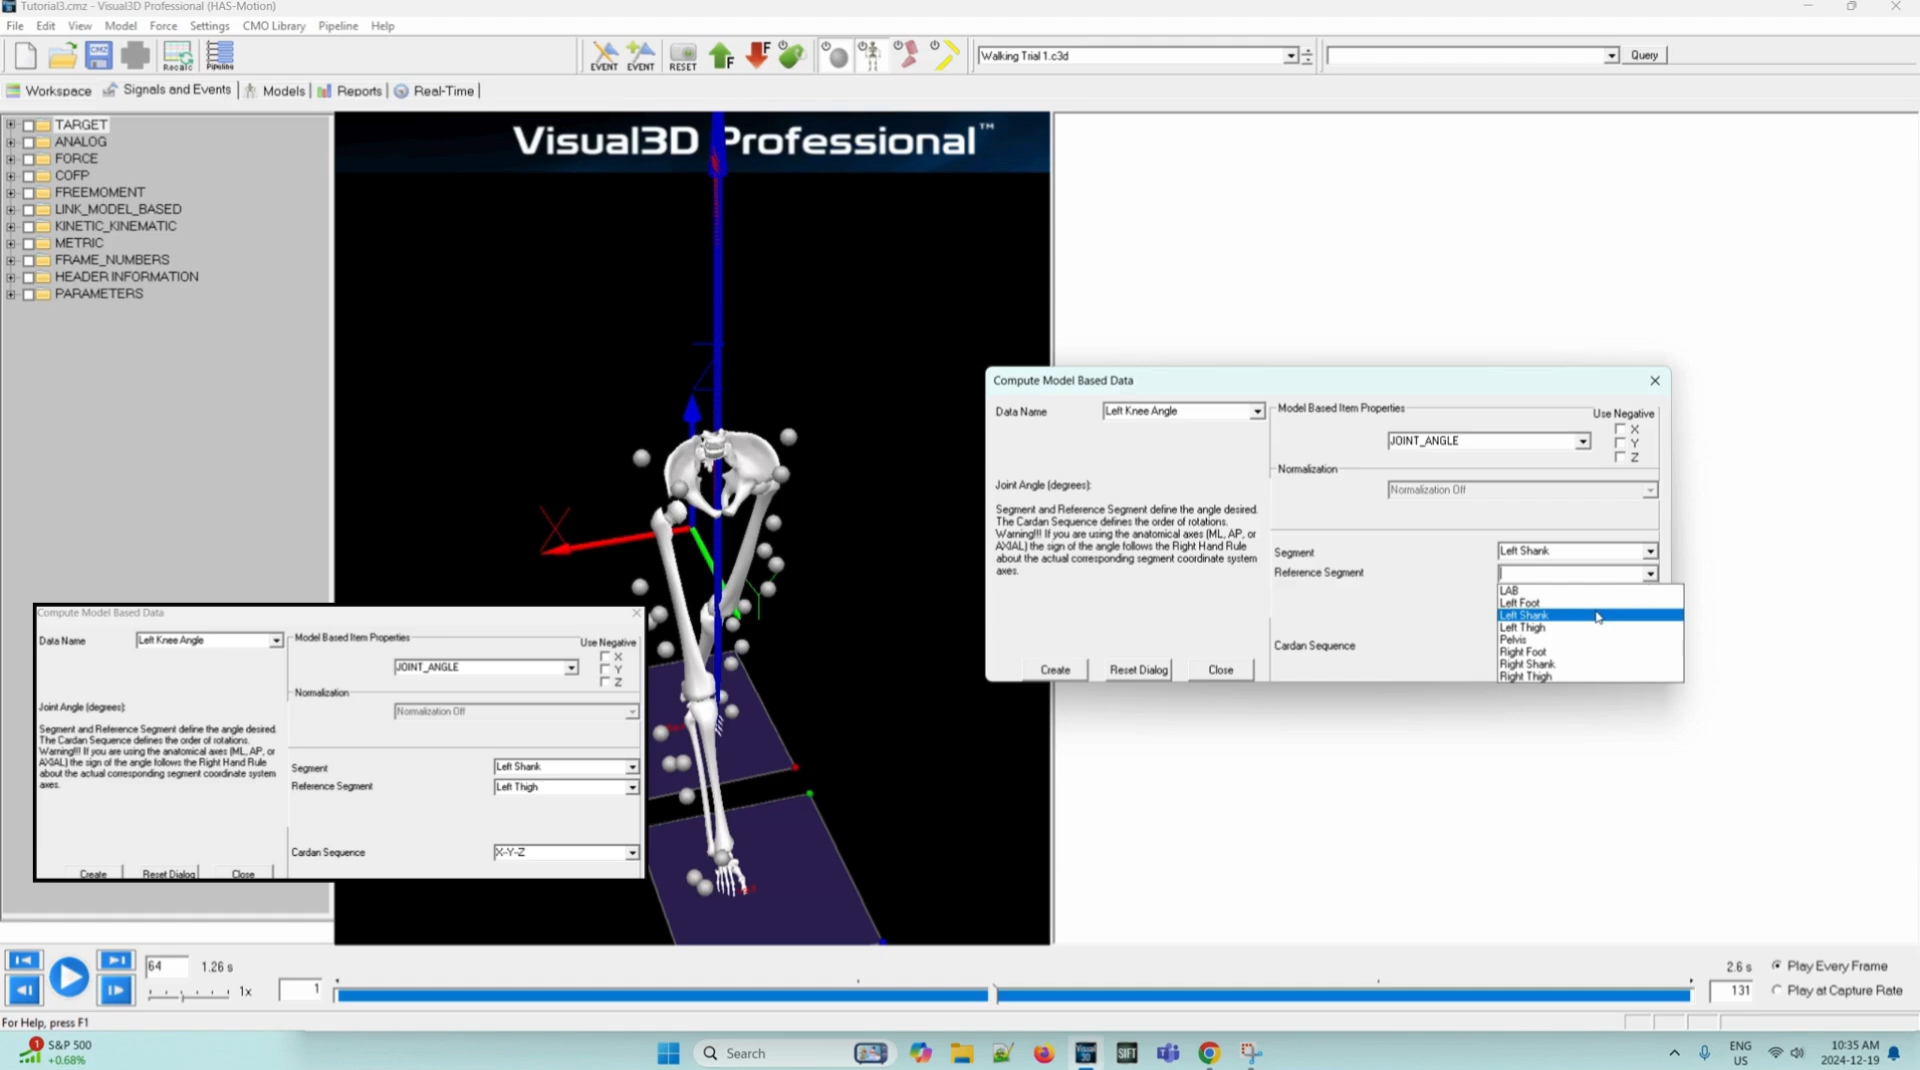 Tutorial3.cmz - Visual3D Professional (HAS-Motion)
File Edit View Model Force Settings CMO Library Pipeline Help
RECALC Pipeline EVENT EVENT RESET F F Walking Trial 1.c3d Query
Workspace Signals and Events Models Reports Real-Time
TARGET
ANALOG
FORCE
COFP
FREEMOMENT
LINK_MODEL_BASED
KINETIC_KINEMATIC
METRIC
FRAME_NUMBERS
HEADER INFORMATION
PARAMETERS
Visual3D Professional™
X
Compute Model Based Data
Data Name Left Knee Angle Model Based Item Properties Use Negative
X
JOINT_ANGLE Y
Z
Normalization
Joint Angle (degrees): Normalization Off
Segment and Reference Segment define the angle desired.
The Cardan Sequence defines the order of rotations.
Warning!!! If you are using the anatomical axes (ML, AP, or
AXIAL) the sign of the angle follows the Right Hand Rule
about the actual corresponding segment coordinate system
axes.
Segment Left Shank
Reference Segment
LAB
Left Foot
Left Shank
Left Thigh
Pelvis
Right Foot
Right Shank
Right Thigh
Cardan Sequence
Create Reset Dialog Close
Compute Model Based Data
Data Name Left Knee Angle Model Based Item Properties Use Negative
X
JOINT_ANGLE Y
Z
Normalization
Joint Angle (degrees): Normalization Off
Segment and Reference Segment define the angle desired.
The Cardan Sequence defines the order of rotations.
Warning!!! If you are using the anatomical axes (ML, AP, or
AXIAL) the sign of the angle follows the Right Hand Rule
about the actual corresponding segment coordinate system
axes.
Segment Left Shank
Reference Segment Left Thigh
Cardan Sequence X-Y-Z
Create Reset Dialog Close
64 1.26 s 2.6 s Play Every Frame
1x 1 131 Play at Capture Rate
For Help, press F1
1 S&P 500
+0.68%
Search
Visual 3D
SIFT
ENG
US
10:35 AM
2024-12-19